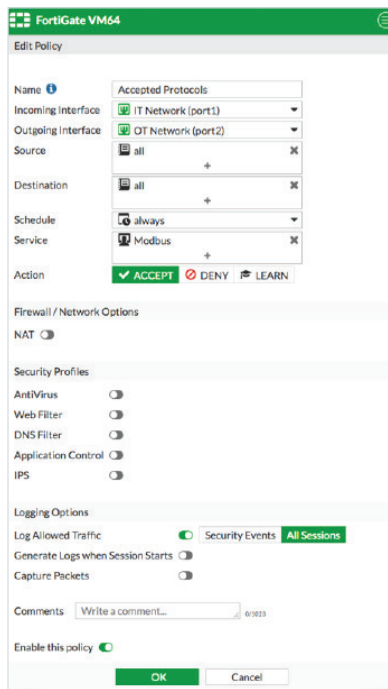 FortiGate VM64
Edit Policy
Name Accepted Protocols
Incoming Interface IT Network (port1)
Outgoing Interface OT Network (port2)
Source all
+
Destination all
+
Schedule always
Service Modbus
+
Action ACCEPT DENY LEARN
Firewall / Network Options
NAT
Security Profiles
AntiVirus
Web Filter
DNS Filter
Application Control
IPS
Logging Options
Log Allowed Traffic Security Events All Sessions
Generate Logs when Session Starts
Capture Packets
Comments Write a comment... 0/1023
Enable this policy
OK Cancel